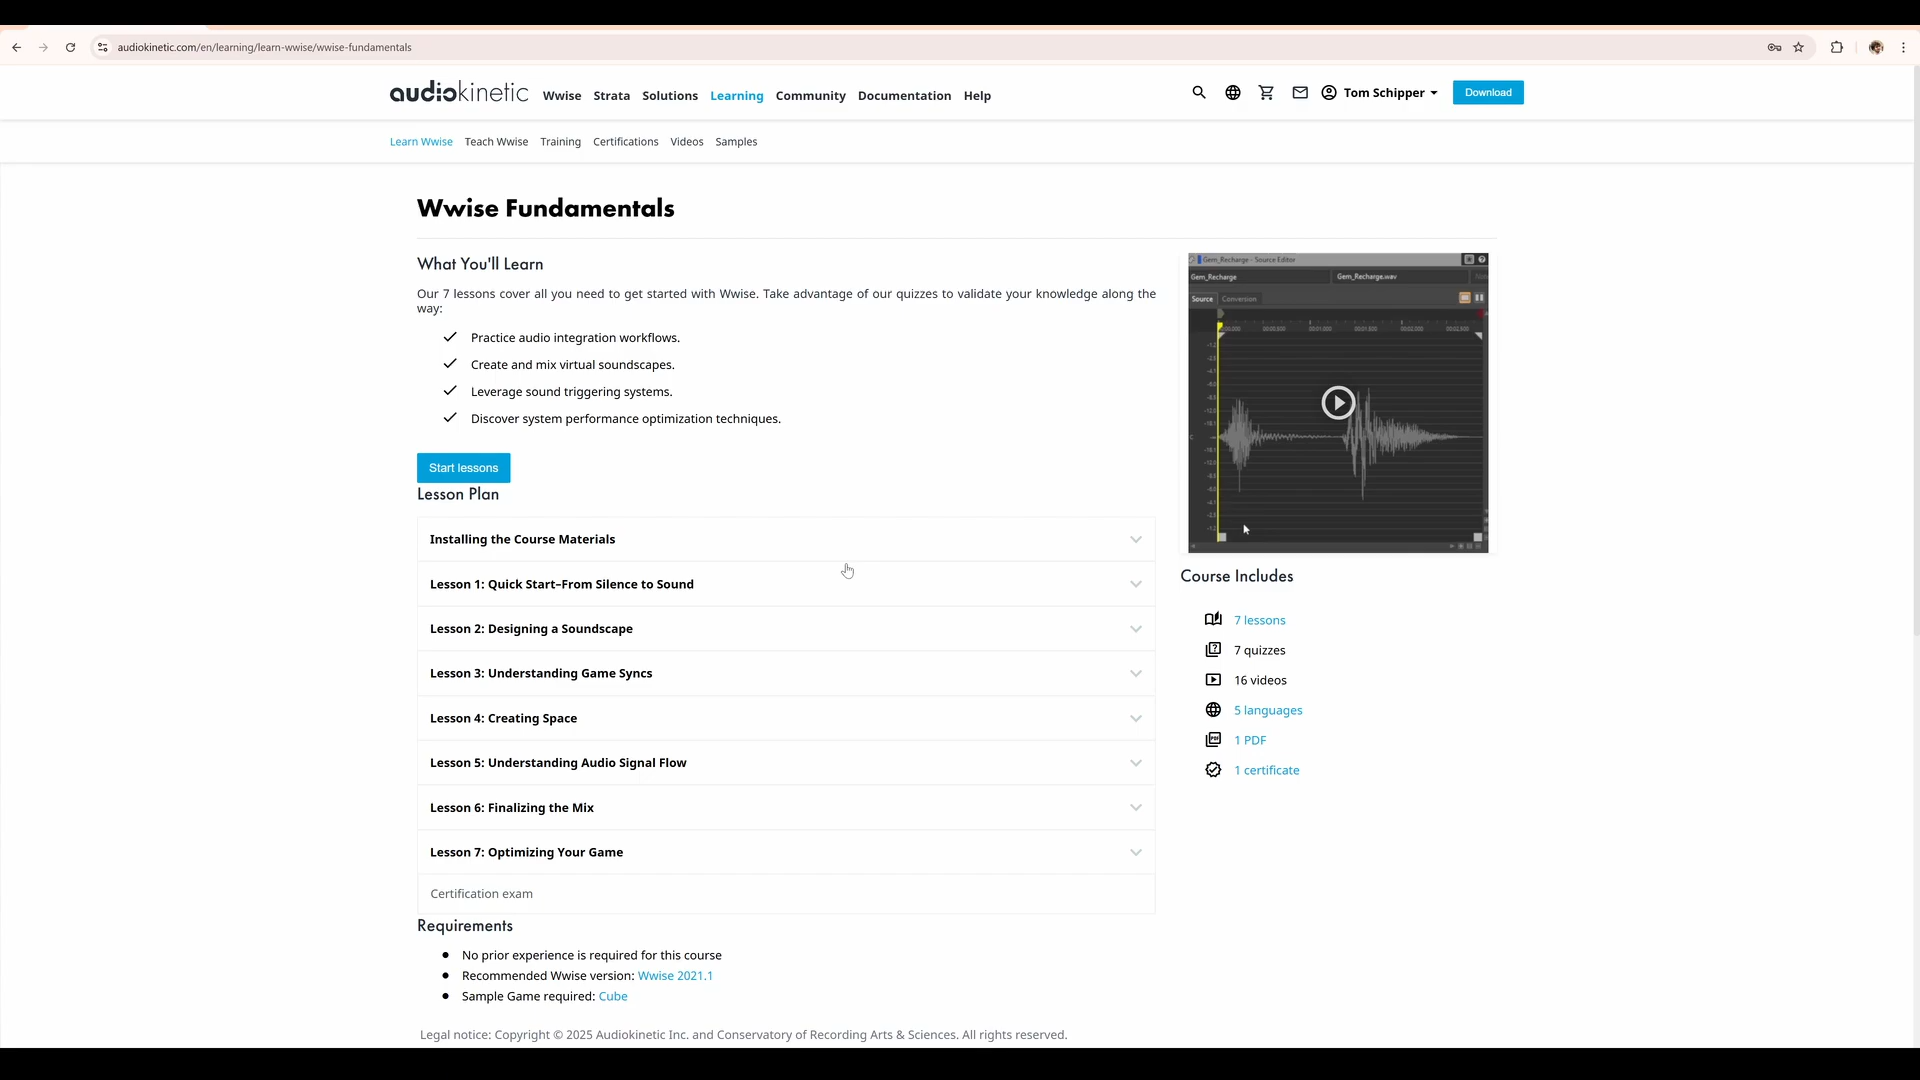 audiokinetic.com/en/learning/learn-wwise/wwise-fundamentals
audiokinetic Wwise Strata Solutions Learning Community Documentation Help Tom Schipper Download
Learn Wwise Teach Wwise Training Certifications Videos Samples
Wwise Fundamentals
What You'll Learn
Our 7 lessons cover all you need to get started with Wwise. Take advantage of our quizzes to validate your knowledge along the
way:
Practice audio integration workflows.
Create and mix virtual soundscapes.
Leverage sound triggering systems.
Discover system performance optimization techniques.
Start lessons
Lesson Plan
Installing the Course Materials
Lesson 1: Quick Start–From Silence to Sound
Lesson 2: Designing a Soundscape
Lesson 3: Understanding Game Syncs
Lesson 4: Creating Space
Lesson 5: Understanding Audio Signal Flow
Lesson 6: Finalizing the Mix
Lesson 7: Optimizing Your Game
Certification exam
Requirements
No prior experience is required for this course
Recommended Wwise version: Wwise 2021.1
Sample Game required: Cube
Legal notice: Copyright © 2025 Audiokinetic Inc. and Conservatory of Recording Arts & Sciences. All rights reserved.
Gem_Recharge - Source Editor
Gem_Recharge Gem_Recharge.wav
Source Conversion
Course Includes
7 lessons
7 quizzes
16 videos
5 languages
1 PDF
1 certificate